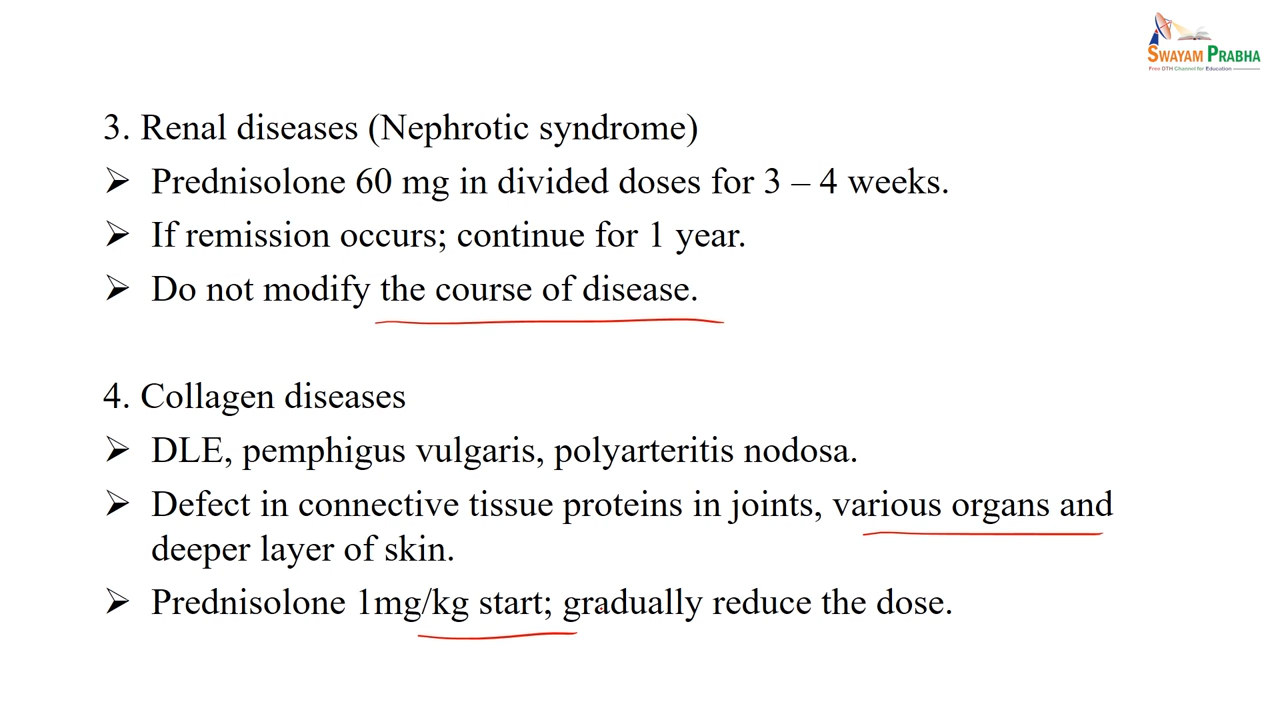 SWAYAM PRABHA
Free DTH Channel for Education
3. Renal diseases (Nephrotic syndrome)
➢ Prednisolone 60 mg in divided doses for 3 – 4 weeks.
➢ If remission occurs; continue for 1 year.
➢ Do not modify the course of disease.
4. Collagen diseases
➢ DLE, pemphigus vulgaris, polyarteritis nodosa.
➢ Defect in connective tissue proteins in joints, various organs and
deeper layer of skin.
➢ Prednisolone 1mg/kg start; gradually reduce the dose.